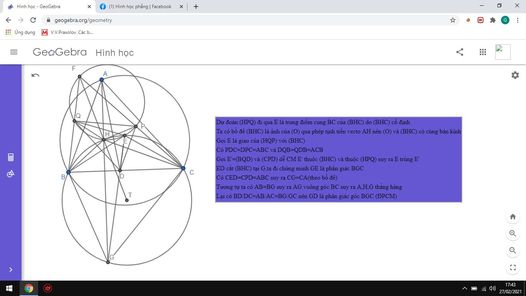 Hình học - GeoGebra
(1) Hình học phẳng | Facebook
geogebra.org/geometry
Ứng dụng
V.V.Praxolov. Các b...
GeoGebra Hình học
F
A
Q
P
H
B
D
C
T
G
Dự đoán (HPQ) đi qua E là trung điểm cung BC của (BHC) do (BHC) cố định
Ta có bổ đề (BHC) là ảnh của (O) qua phép tịnh tiến vectơ AH nên (O) và (BHC) có cùng bán kính
Gọi E là giao của (HQP) với (BHC)
Có PDC=DPC=ABC và DQB=QDB=ACB
Gọi E'=(BQD) và (CPD) dễ CM E' thuộc (BHC) và thuộc (HPQ) suy ra E trùng E'
ED cắt (BHC) tại G.ta đi chứng minh GE là phân giác BGC
Có CED=CPD=ABC suy ra CG=CA(theo bổ đề)
Tương tự ta có AB=BG suy ra AG vuông góc BC suy ra A,H,G thẳng hàng
Lại có BD/DC=AB/AC=BG/GC nên GD là phân giác góc BGC (ĐPCM)
17:43
27/02/2021